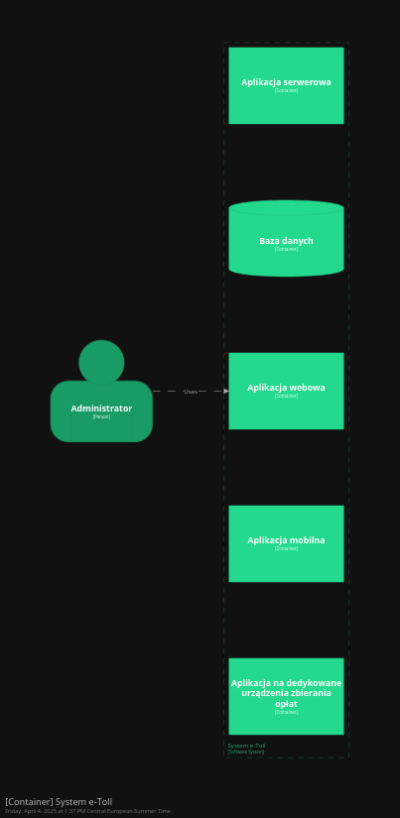 Aplikacja serwerowa
[Container]
Baza danych
[Container]
Administrator
[Person]
Uses
Aplikacja webowa
[Container]
Aplikacja mobilna
[Container]
Aplikacja na dedykowane
urządzenia zbierania
opłat
[Container]
System e-Toll
[Software System]
[Container] System e-Toll
Friday, April 4, 2025 at 1:37 PM Central European Summer Time